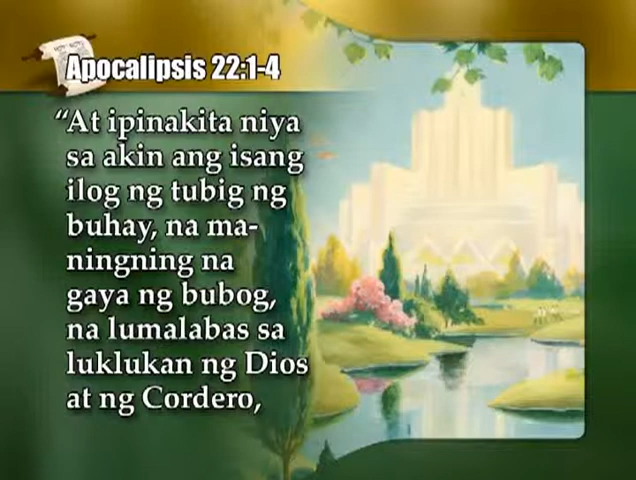 Apocalipsis 22:1-4
“At ipinakita niya
sa akin ang isang
ilog ng tubig ng
buhay, na ma-
ningning na
gaya ng bubog,
na lumalabas sa
luklukan ng Dios
at ng Cordero,